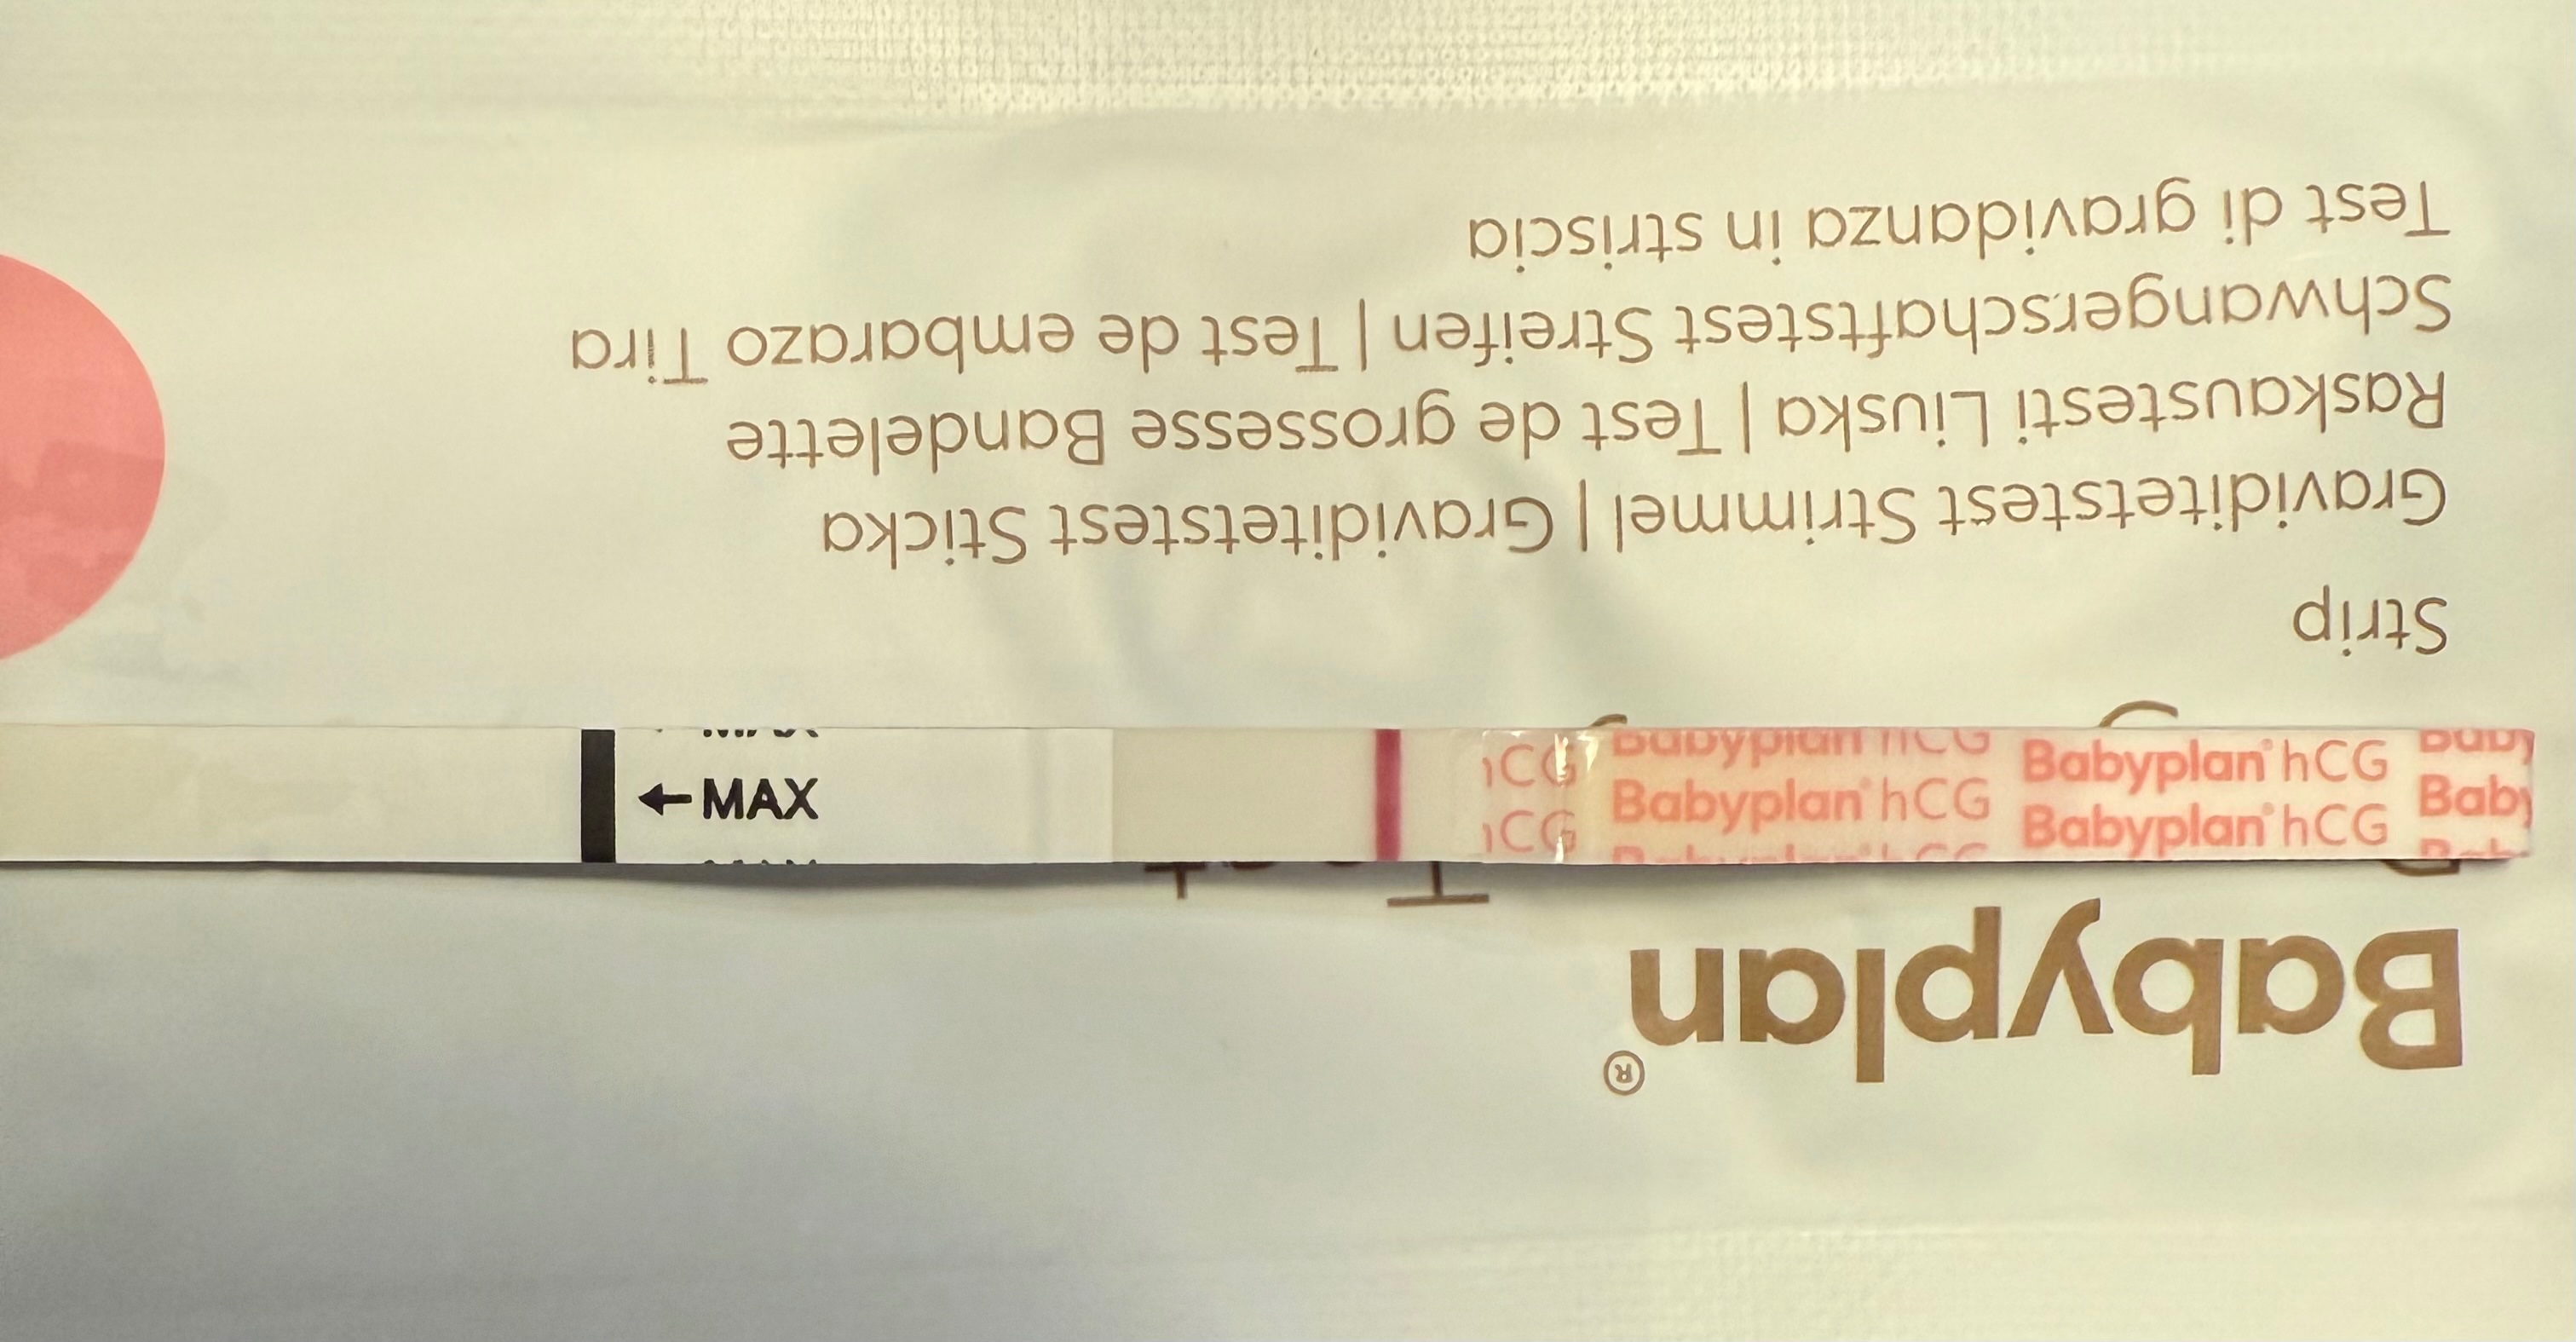 Babyplan®
Strip
Graviditetstest Strimmel | Graviditetstest Sticka
Raskaustesti Liuska | Test de grossesse Bandelette
Schwangerschaftstest Streifen | Test de embarazo Tira
Test di gravidanza in striscia
←MAX
hCG
Babyplan® hCG
Babyplan® hCG
Babyplan® hCG